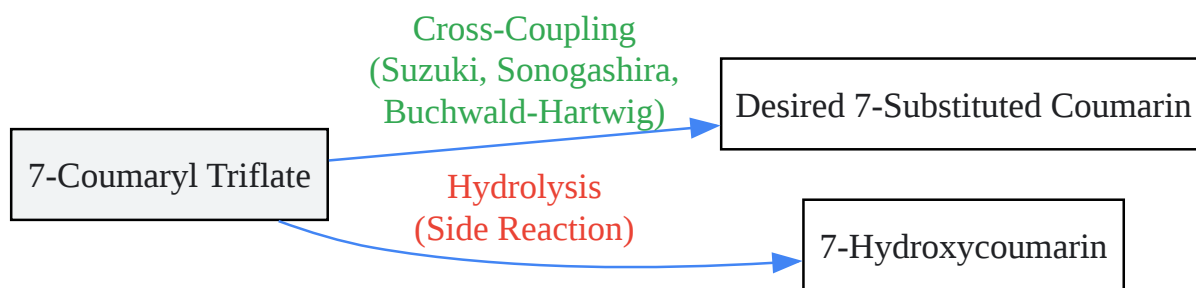 Cross-Coupling
(Suzuki, Sonogashira,
Buchwald-Hartwig)
Desired 7-Substituted Coumarin
7-Coumaryl Triflate
Hydrolysis
(Side Reaction)
7-Hydroxycoumarin